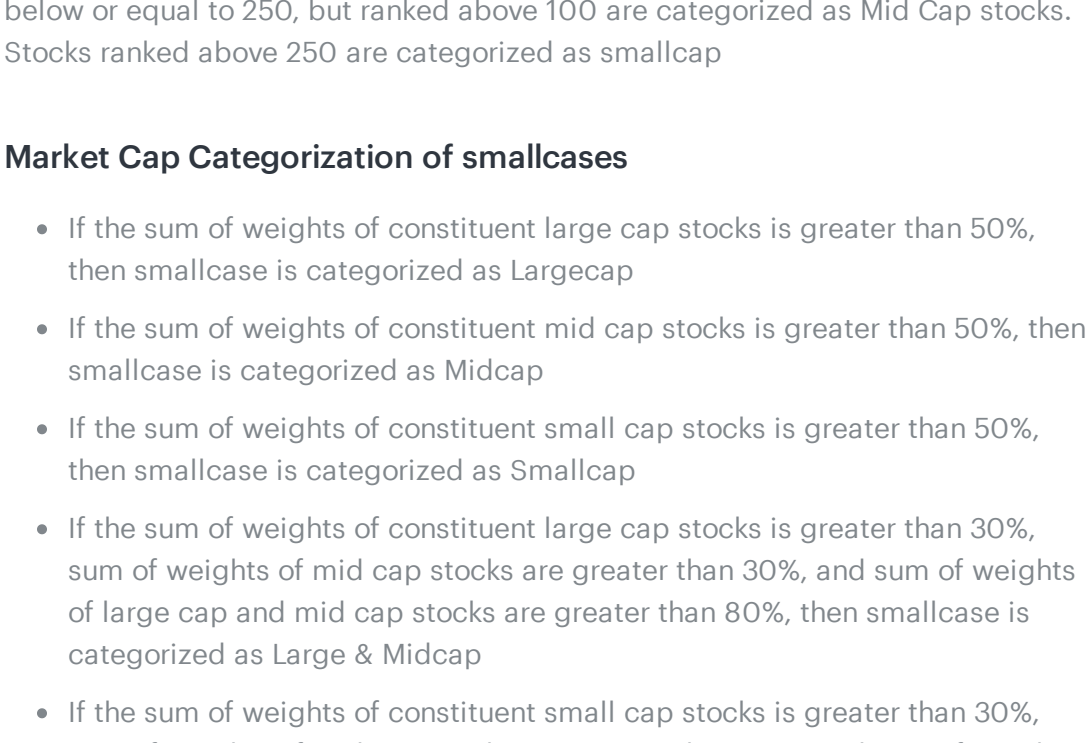 below or equal to 250, but ranked above 100 are categorized as Mid Cap stocks.
Stocks ranked above 250 are categorized as smallcap
Market Cap Categorization of smallcases
• If the sum of weights of constituent large cap stocks is greater than 50%,
then smallcase is categorized as Largecap
• If the sum of weights of constituent mid cap stocks is greater than 50%, then
smallcase is categorized as Midcap
• If the sum of weights of constituent small cap stocks is greater than 50%,
then smallcase is categorized as Smallcap
• If the sum of weights of constituent large cap stocks is greater than 30%,
sum of weights of mid cap stocks are greater than 30%, and sum of weights
of large cap and mid cap stocks are greater than 80%, then smallcase is
categorized as Large & Midcap
• If the sum of weights of constituent small cap stocks is greater than 30%,